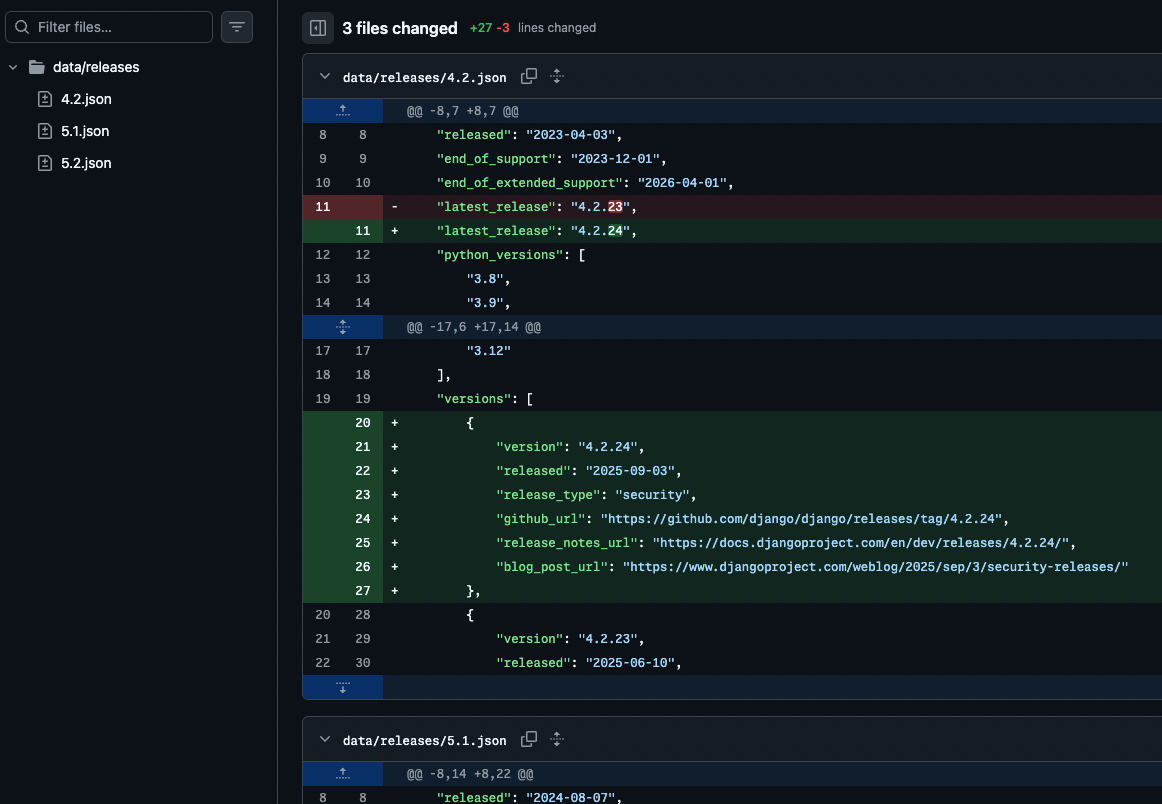 Filter files...
data/releases
4.2.json
5.1.json
5.2.json
3 files changed +27 -3 lines changed
data/releases/4.2.json
@@ -8,7 +8,7 @@
8 8 "released": "2023-04-03",
9 9 "end_of_support": "2023-12-01",
10 10 "end_of_extended_support": "2026-04-01",
11 - "latest_release": "4.2.23",
11 + "latest_release": "4.2.24",
12 12 "python_versions": [
13 13 "3.8",
14 14 "3.9",
@@ -17,6 +17,14 @@
17 17 "3.12"
18 18 ],
19 19 "versions": [
20 + {
21 + "version": "4.2.24",
22 + "released": "2025-09-03",
23 + "release_type": "security",
24 + "github_url": "https://github.com/django/django/releases/tag/4.2.24",
25 + "release_notes_url": "https://docs.djangoproject.com/en/dev/releases/4.2.24/",
26 + "blog_post_url": "https://www.djangoproject.com/weblog/2025/sep/3/security-releases/"
27 + },
20 28 {
21 29 "version": "4.2.23",
22 30 "released": "2025-06-10",
data/releases/5.1.json
@@ -8,14 +8,22 @@
8 8 "released": "2024-08-07",